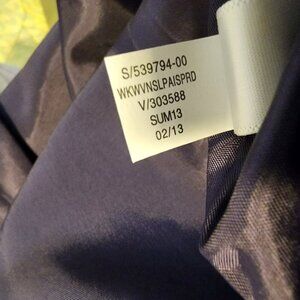 S/539794-00
WKWVNSLPAISPRD
V/303588
SUM13
02/13